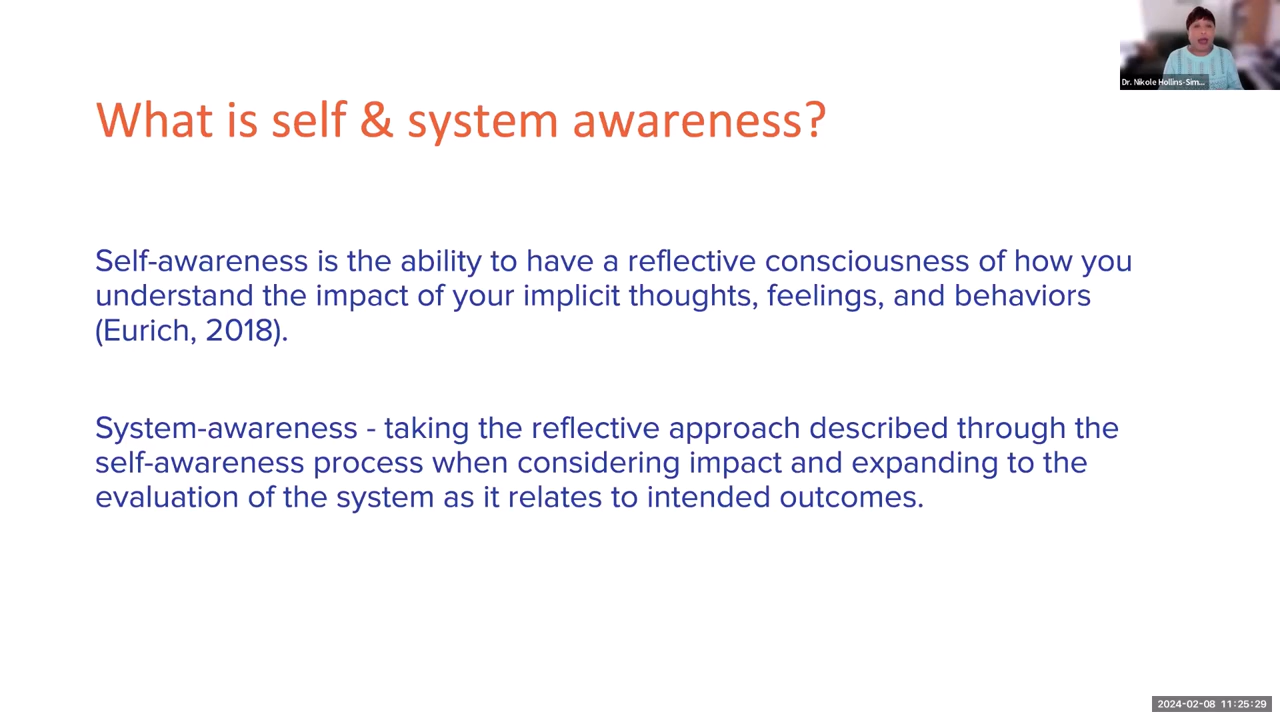 Dr. Nikole Hollins-Sim...
What is self & system awareness?
Self-awareness is the ability to have a reflective consciousness of how you
understand the impact of your implicit thoughts, feelings, and behaviors
(Eurich, 2018).
System-awareness - taking the reflective approach described through the
self-awareness process when considering impact and expanding to the
evaluation of the system as it relates to intended outcomes.
2024-02-08 11:25:29